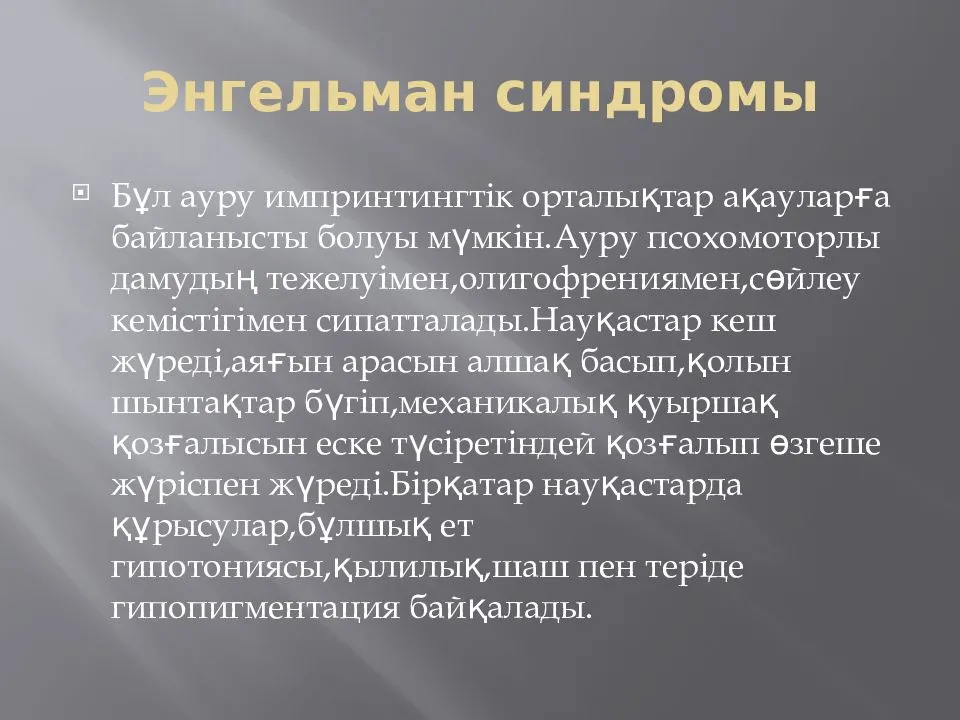 Энгельман синдромы
Бұл ауру импринтингтік орталықтар ақауларға
байланысты болуы мүмкін.Ауру псохомоторлы
дамудың тежелуімен,олигофрениямен,сөйлеу
кемістігімен сипатталады.Науқастар кеш
жүреді,аяғын арасын алшақ басып,қолын
шынтақтар бүгіп,механикалық қуыршақ
қозғалысын еске түсіретіндей қозғалып өзгеше
жүріспен жүреді.Бірқатар науқастарда
құрысулар,бұлшық ет
гипотониясы,қылилық,шаш пен теріде
гипопигментация байқалады.